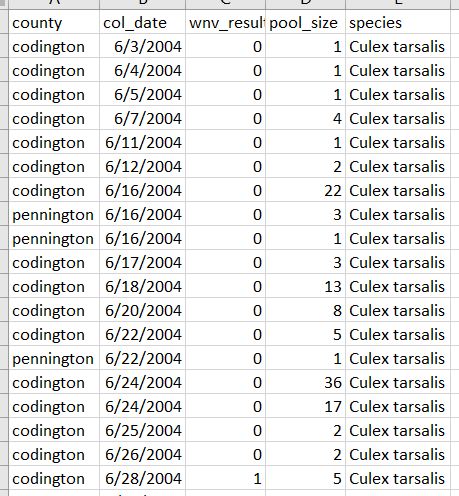 county col_date wnv_result pool_size species
codington 6/3/2004 0 1 Culex tarsalis
codington 6/4/2004 0 1 Culex tarsalis
codington 6/5/2004 0 1 Culex tarsalis
codington 6/7/2004 0 4 Culex tarsalis
codington 6/11/2004 0 1 Culex tarsalis
codington 6/12/2004 0 2 Culex tarsalis
codington 6/16/2004 0 22 Culex tarsalis
pennington 6/16/2004 0 3 Culex tarsalis
pennington 6/16/2004 0 1 Culex tarsalis
codington 6/17/2004 0 3 Culex tarsalis
codington 6/18/2004 0 13 Culex tarsalis
codington 6/20/2004 0 8 Culex tarsalis
codington 6/22/2004 0 5 Culex tarsalis
pennington 6/22/2004 0 1 Culex tarsalis
codington 6/24/2004 0 36 Culex tarsalis
codington 6/24/2004 0 17 Culex tarsalis
codington 6/25/2004 0 2 Culex tarsalis
codington 6/26/2004 0 2 Culex tarsalis
codington 6/28/2004 1 5 Culex tarsalis